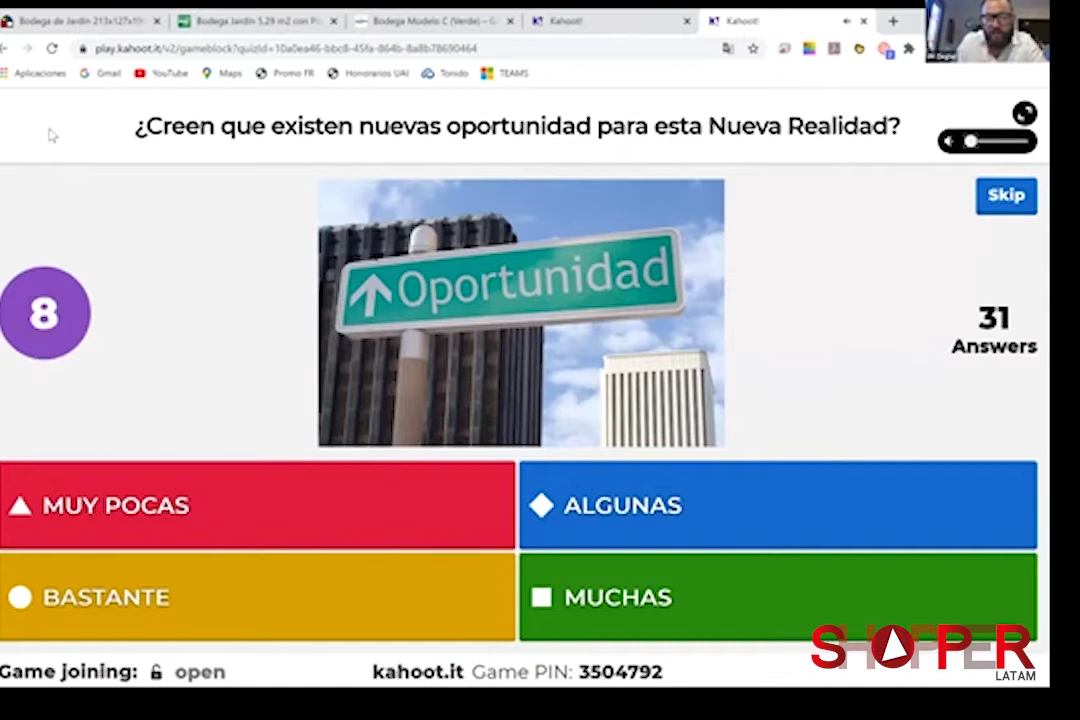 Bodega de Jardín 213x127x195
Bodega Jardín 5.29 m2 con Pi
Bodega Modelo C (Verde) – G
Kahoot!
Kahoot!
play.kahoot.it/v2/gameblock?quizId=10a0ea46-bbc8-45fa-864b-8a8b78690464
Aplicaciones
Gmail
YouTube
Maps
Promo FR
Honorarios UAI
Tonido
TEAMS
¿Creen que existen nuevas oportunidad para esta Nueva Realidad?
Skip
Oportunidad
8
31
Answers
MUY POCAS
ALGUNAS
BASTANTE
MUCHAS
Game joining: open
kahoot.it Game PIN: 3504792
SHOPPER
LATAM